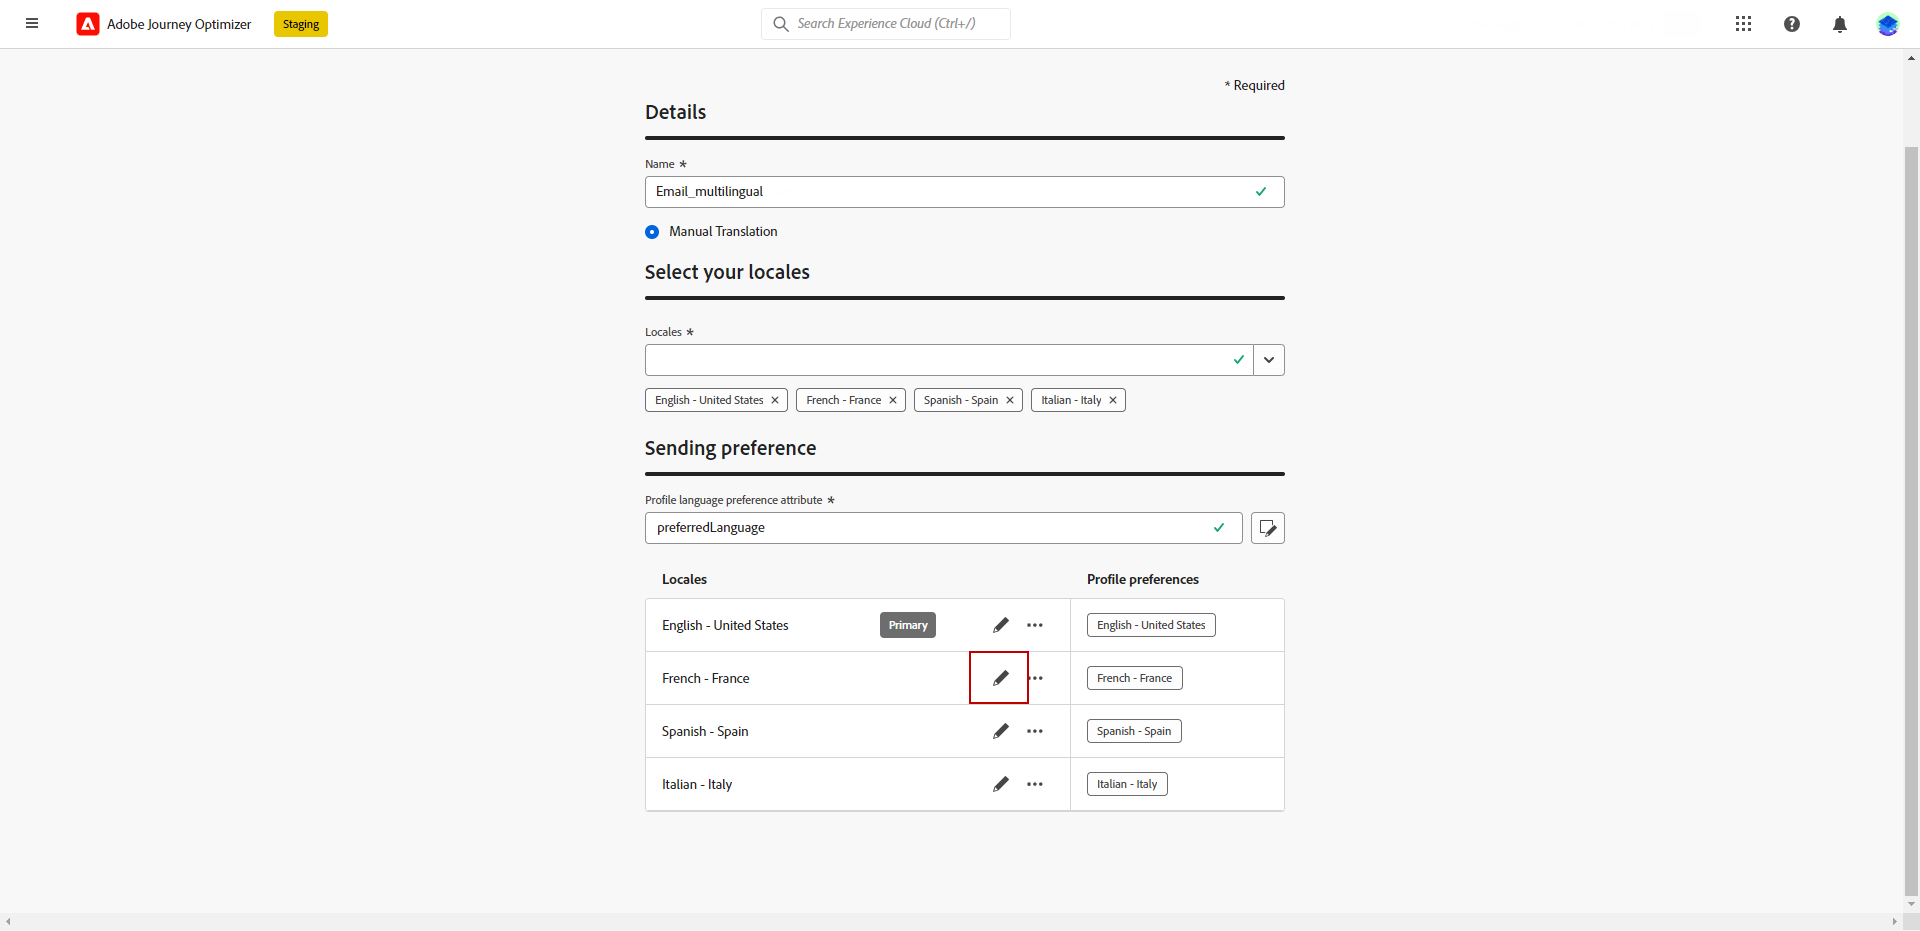 Adobe Journey Optimizer Staging Search Experience Cloud (Ctrl+/)
* Required
Details
Name *
Email_multilingual
Manual Translation
Select your locales
Locales *
English - United States French - France Spanish - Spain Italian - Italy
Sending preference
Profile language preference attribute *
preferredLanguage
Locales Profile preferences
English - United States Primary English - United States
French - France French - France
Spanish - Spain Spanish - Spain
Italian - Italy Italian - Italy